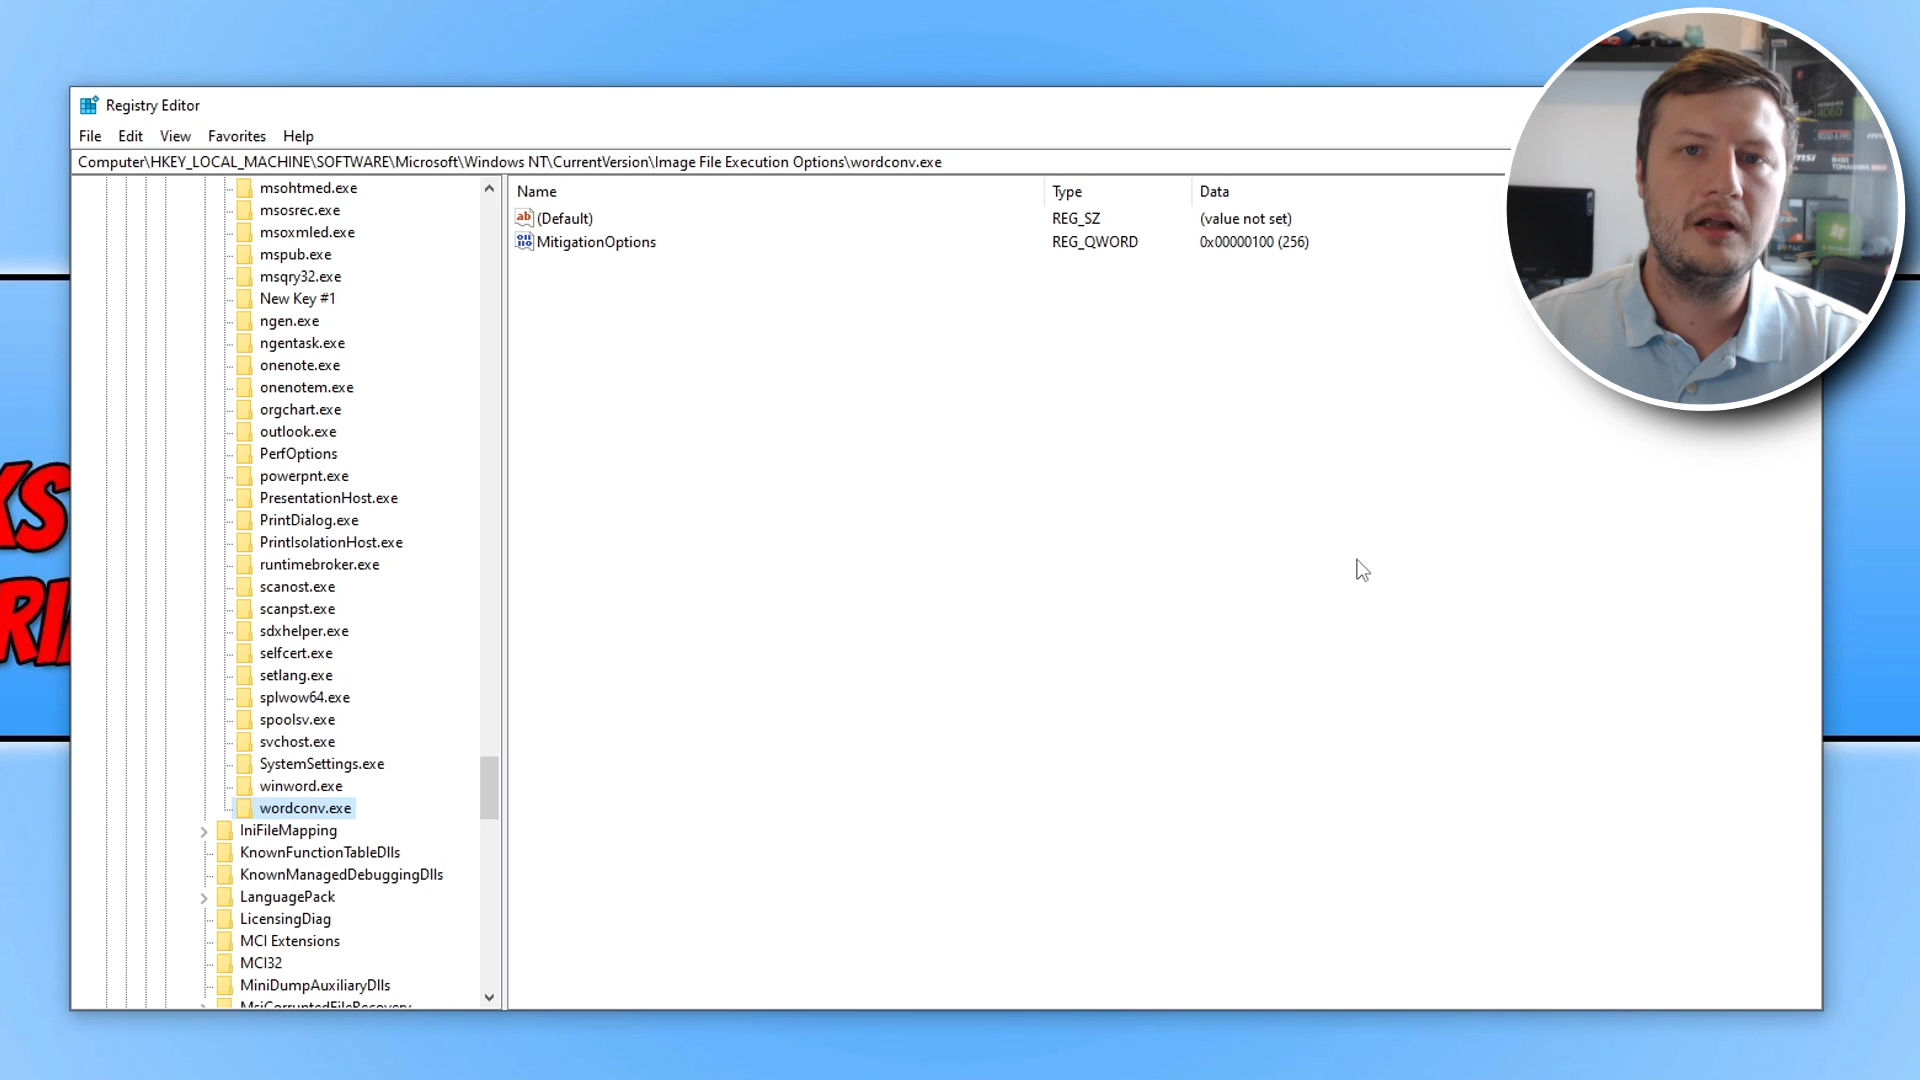 Registry Editor
File Edit View Favorites Help
Computer\HKEY_LOCAL_MACHINE\SOFTWARE\Microsoft\Windows NT\CurrentVersion\Image File Execution Options\wordconv.exe
msohtmed.exe
msosrec.exe
msoxmled.exe
mspub.exe
msqry32.exe
New Key #1
ngen.exe
ngentask.exe
onenote.exe
onenotem.exe
orgchart.exe
outlook.exe
PerfOptions
powerpnt.exe
PresentationHost.exe
PrintDialog.exe
PrintIsolationHost.exe
runtimebroker.exe
scanost.exe
scanpst.exe
sdxhelper.exe
selfcert.exe
setlang.exe
splwow64.exe
spoolsv.exe
svchost.exe
SystemSettings.exe
winword.exe
wordconv.exe
IniFileMapping
KnownFunctionTableDlls
KnownManagedDebuggingDlls
LanguagePack
LicensingDiag
MCI Extensions
MCI32
MiniDumpAuxiliaryDlls
MsiCorruptedFileRecovery
Name Type Data
(Default) REG_SZ (value not set)
MitigationOptions REG_QWORD 0x00000100 (256)
KS
RI
msi